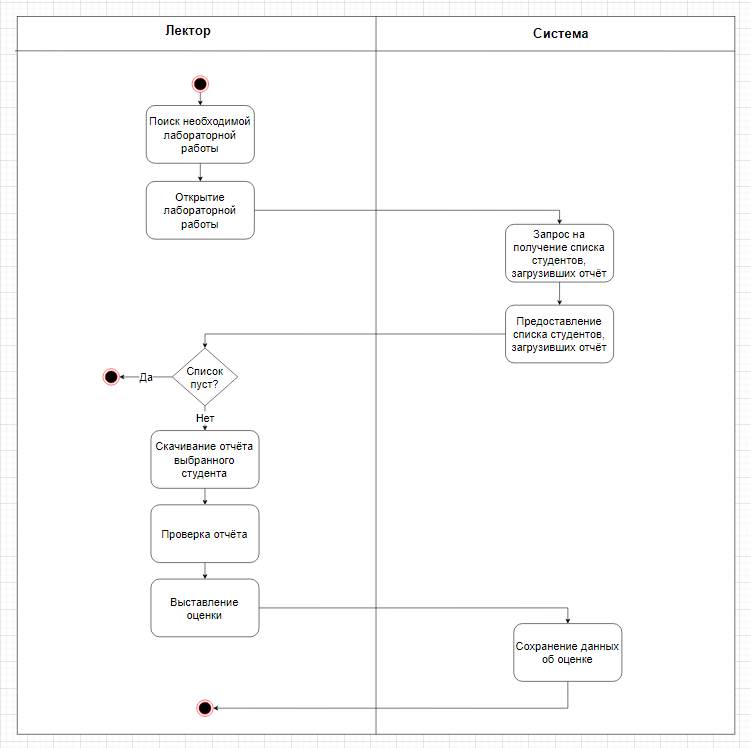 Лектор
Система
Поиск необходимой
лабораторной
работы
Открытие
лабораторной
работы
Запрос на
получение списка
студентов,
загрузивших отчёт
Предоставление
списка студентов,
загрузивших отчёт
Список
пуст?
Да
Нет
Скачивание отчёта
выбранного
студента
Проверка отчёта
Выставление
оценки
Сохранение данных
об оценке